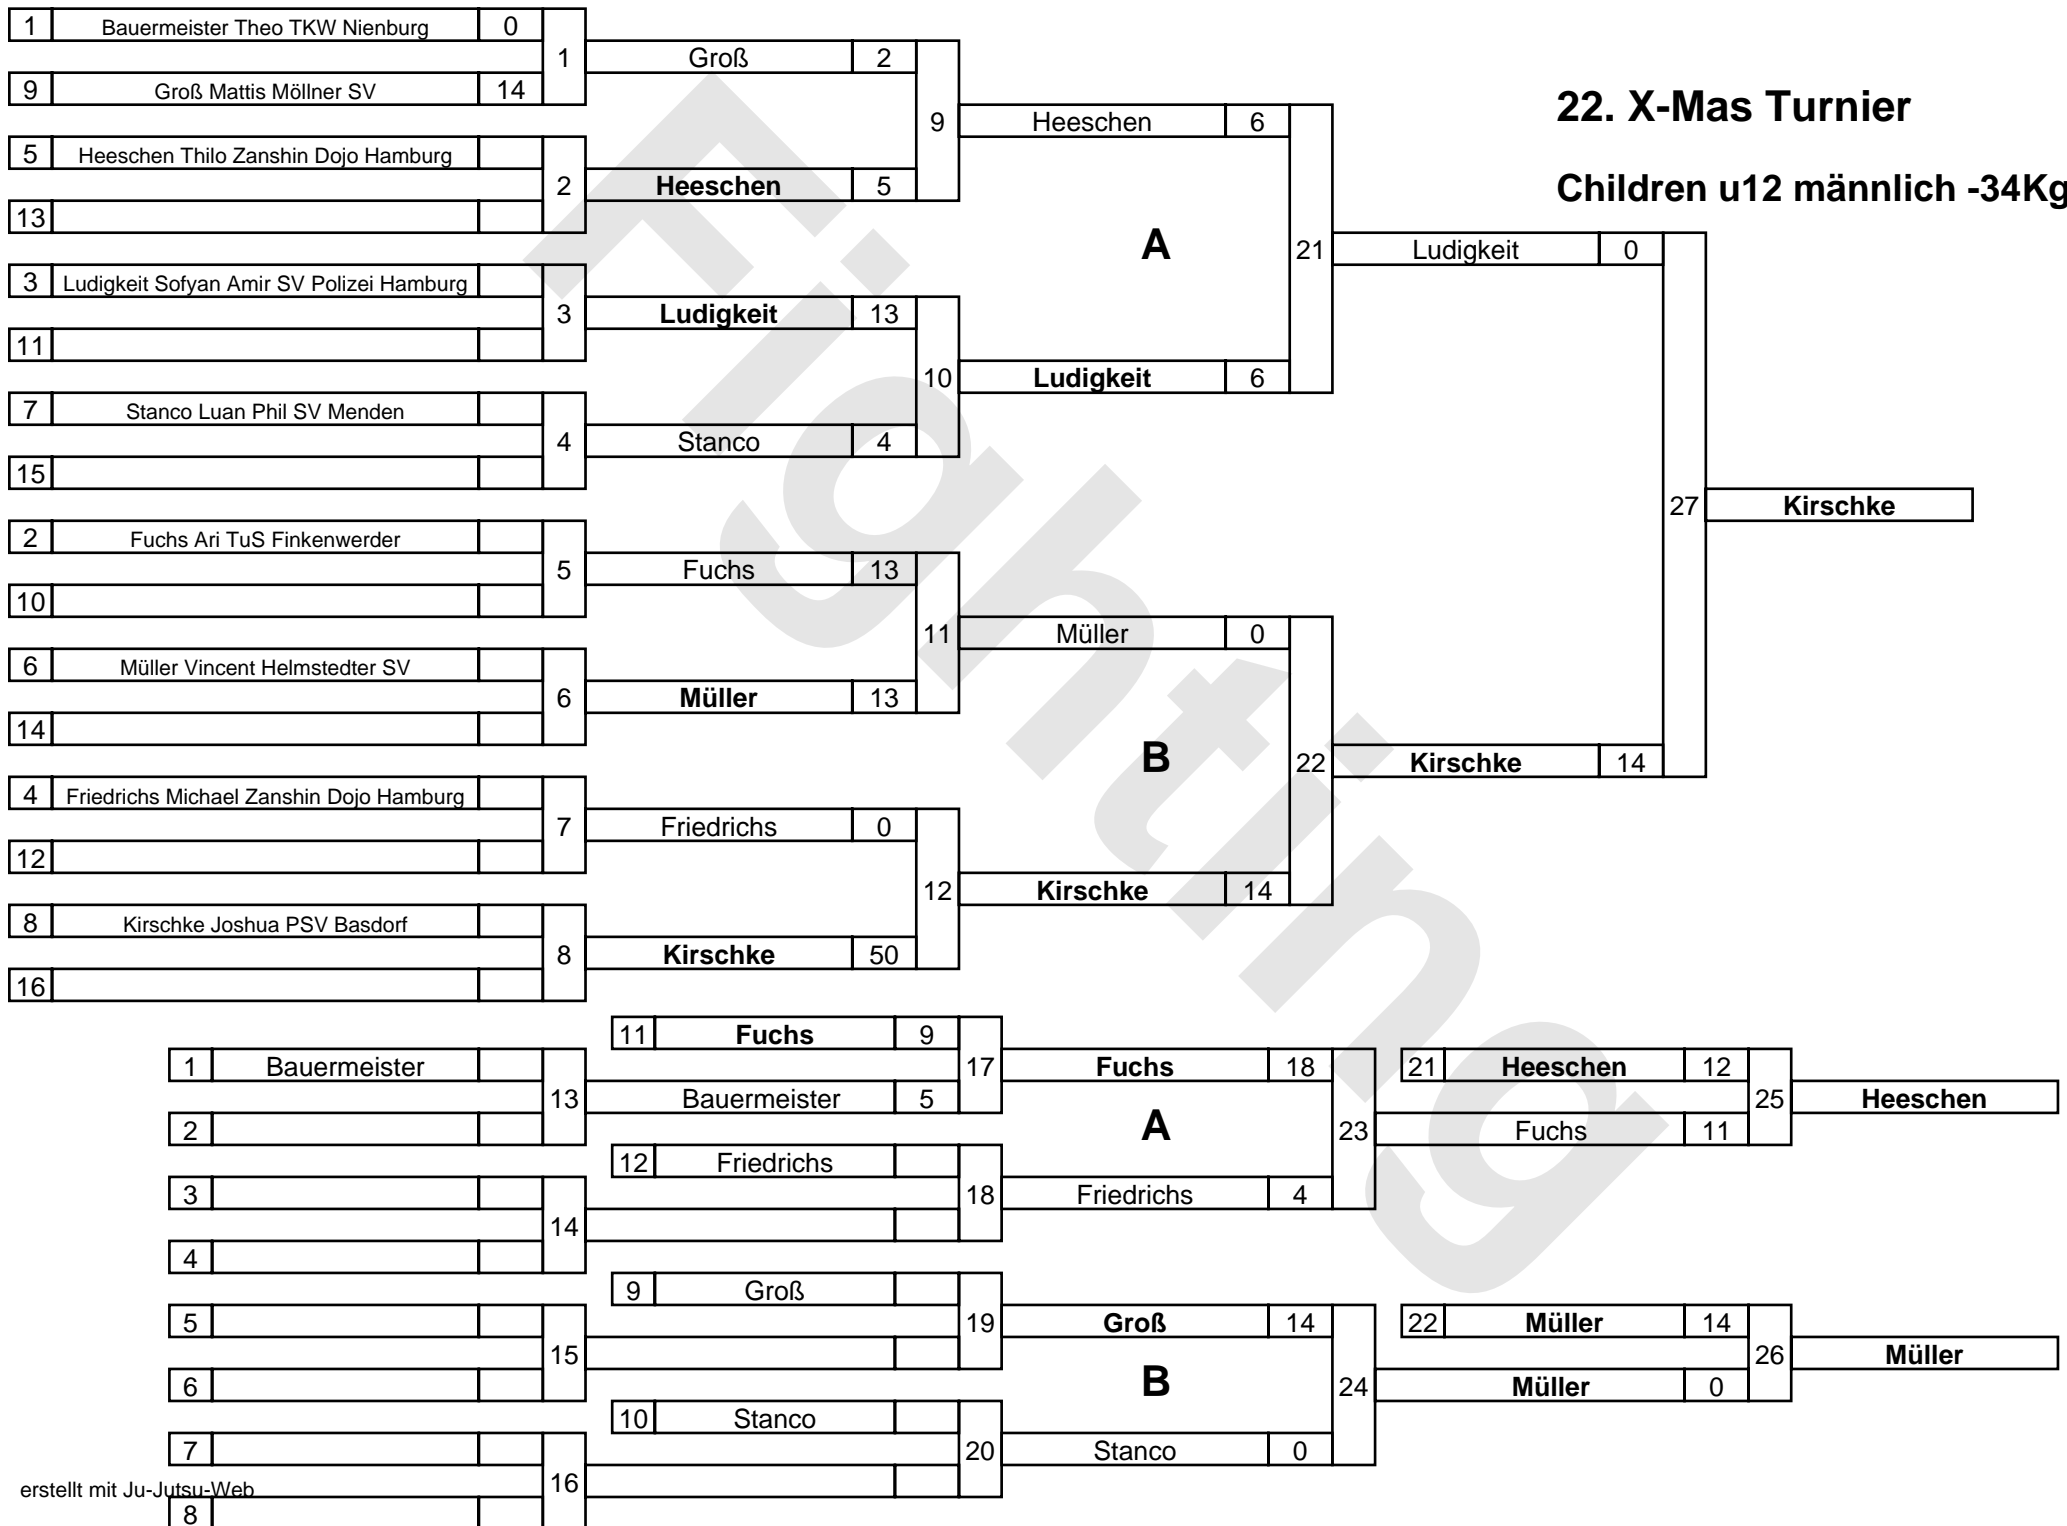 22. X-Mas Turnier
Children u12 männlich -34Kg
Fighting
1 Bauermeister Theo TKW Nienburg 0
1
9 Groß Mattis Möllner SV 14
5 Heeschen Thilo Zanshin Dojo Hamburg
2
13
3 Ludigkeit Sofyan Amir SV Polizei Hamburg
3
11
7 Stanco Luan Phil SV Menden
4
15
2 Fuchs Ari TuS Finkenwerder
5
10
6 Müller Vincent Helmstedter SV
6
14
4 Friedrichs Michael Zanshin Dojo Hamburg
7
12
8 Kirschke Joshua PSV Basdorf
8
16
Groß 2
9
Heeschen 5
Ludigkeit 13
10
Stanco 4
Fuchs 13
11
Müller 13
Friedrichs 0
12
Kirschke 50
Heeschen 6
A
21
Ludigkeit 6
Müller 0
B
22
Kirschke 14
Ludigkeit 0
27
Kirschke 14
Kirschke
1 Bauermeister
13
2
3
14
4
5
15
6
7
16
8
11 Fuchs 9
17
Bauermeister 5
12 Friedrichs
18
9 Groß
19
10 Stanco
20
Fuchs 18
A
23
Friedrichs 4
Groß 14
B
24
Stanco 0
21 Heeschen 12
25
Fuchs 11
Heeschen
22 Müller 14
26
Müller 0
Müller
erstellt mit Ju-Jutsu-Web